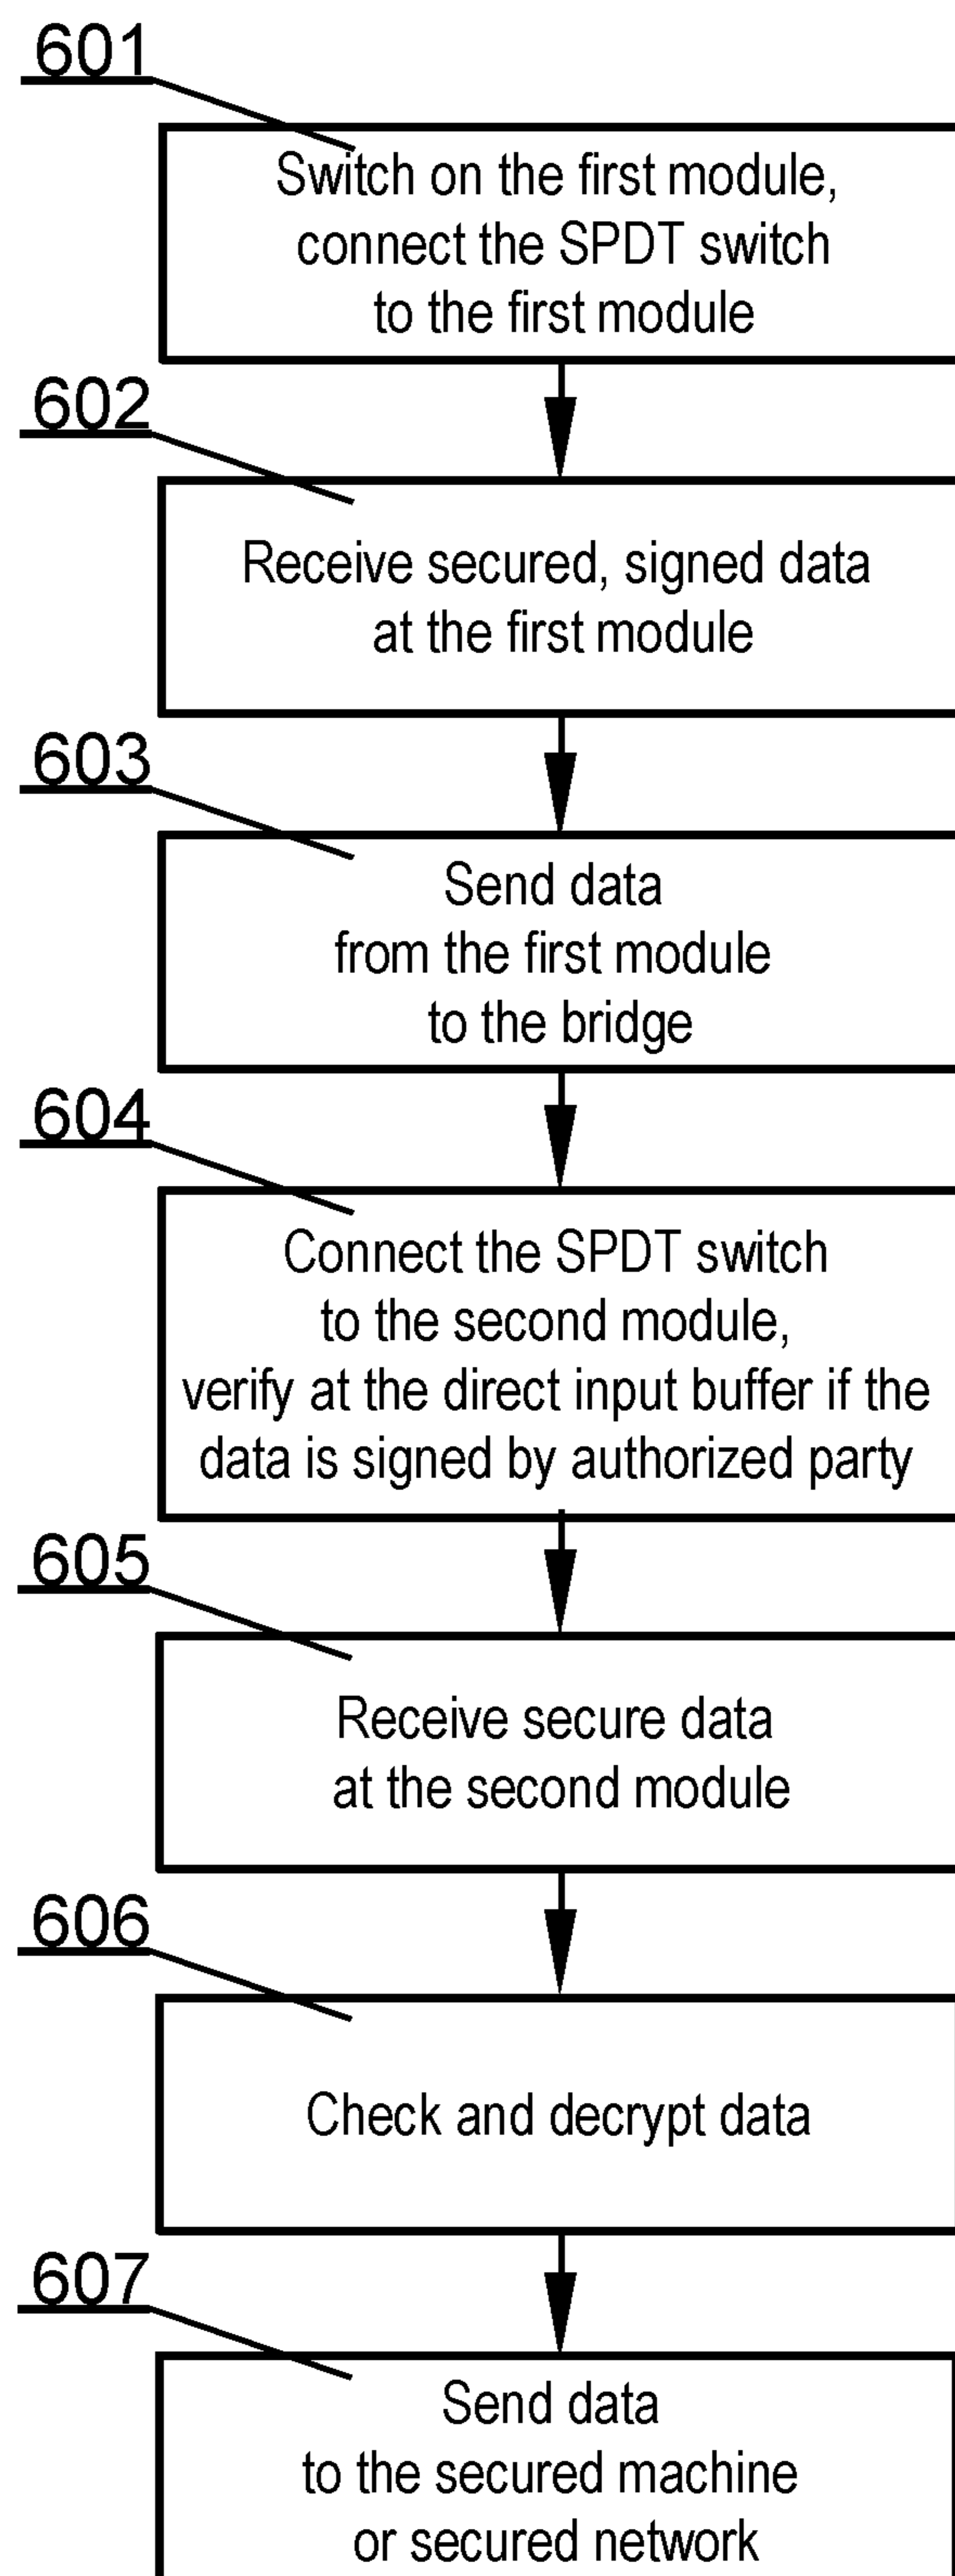 601
Switch on the first module,
connect the SPDT switch
to the first module
602
Receive secured, signed data
at the first module
603
Send data
from the first module
to the bridge
604
Connect the SPDT switch
to the second module,
verify at the direct input buffer if the
data is signed by authorized party
605
Receive secure data
at the second module
606
Check and decrypt data
607
Send data
to the secured machine
or secured network